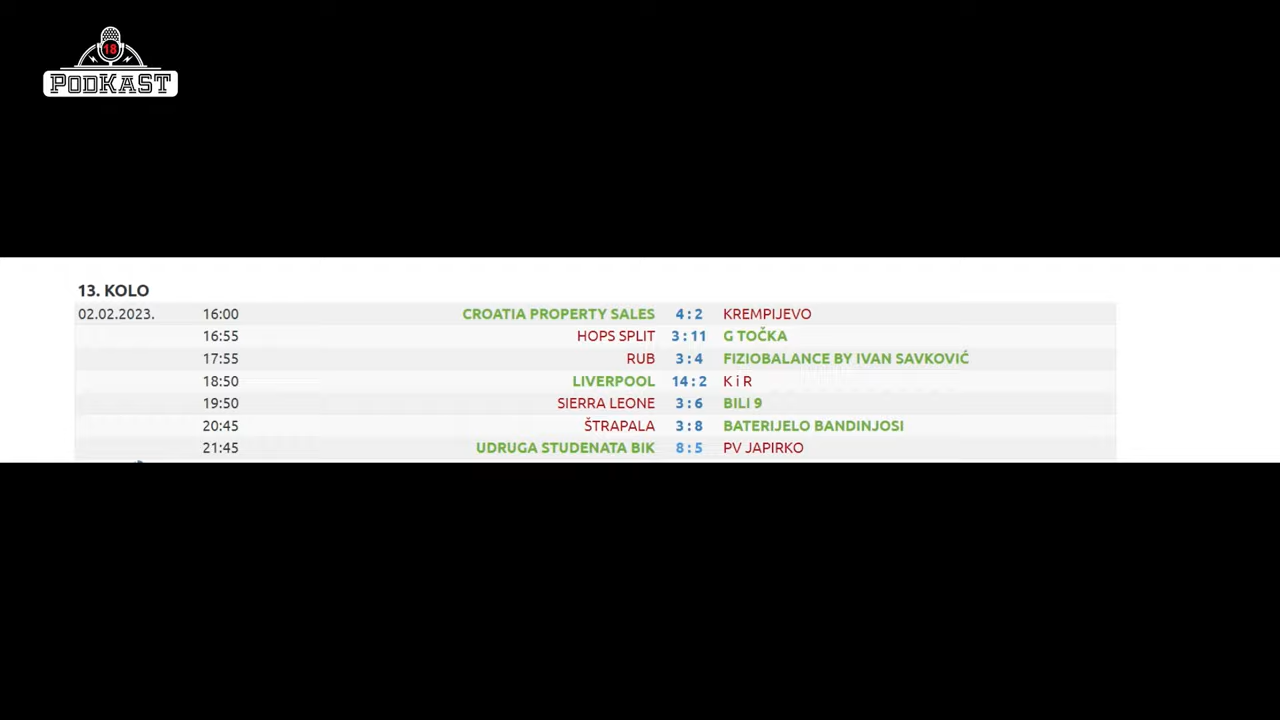 18
PODKAST
13. KOLO
02.02.2023. 16:00 CROATIA PROPERTY SALES 4 : 2 KREMPIJEVO
16:55 HOPS SPLIT 3 : 11 G TOČKA
17:55 RUB 3 : 4 FIZIOBALANCE BY IVAN SAVKOVIĆ
18:50 LIVERPOOL 14 : 2 K i R
19:50 SIERRA LEONE 3 : 6 BILI 9
20:45 ŠTRAPALA 3 : 8 BATERIJELO BANDINJOSI
21:45 UDRUGA STUDENATA BIK 8 : 5 PV JAPIRKO